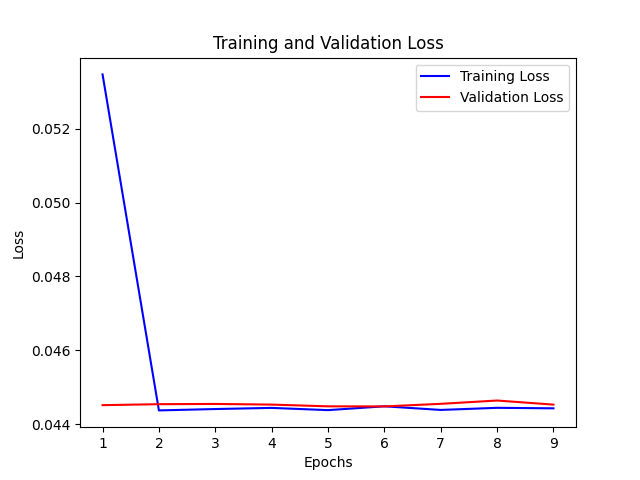 Training and Validation Loss
Training Loss
Validation Loss
0.052
0.050
0.048
0.046
0.044
Loss
1 2 3 4 5 6 7 8 9
Epochs